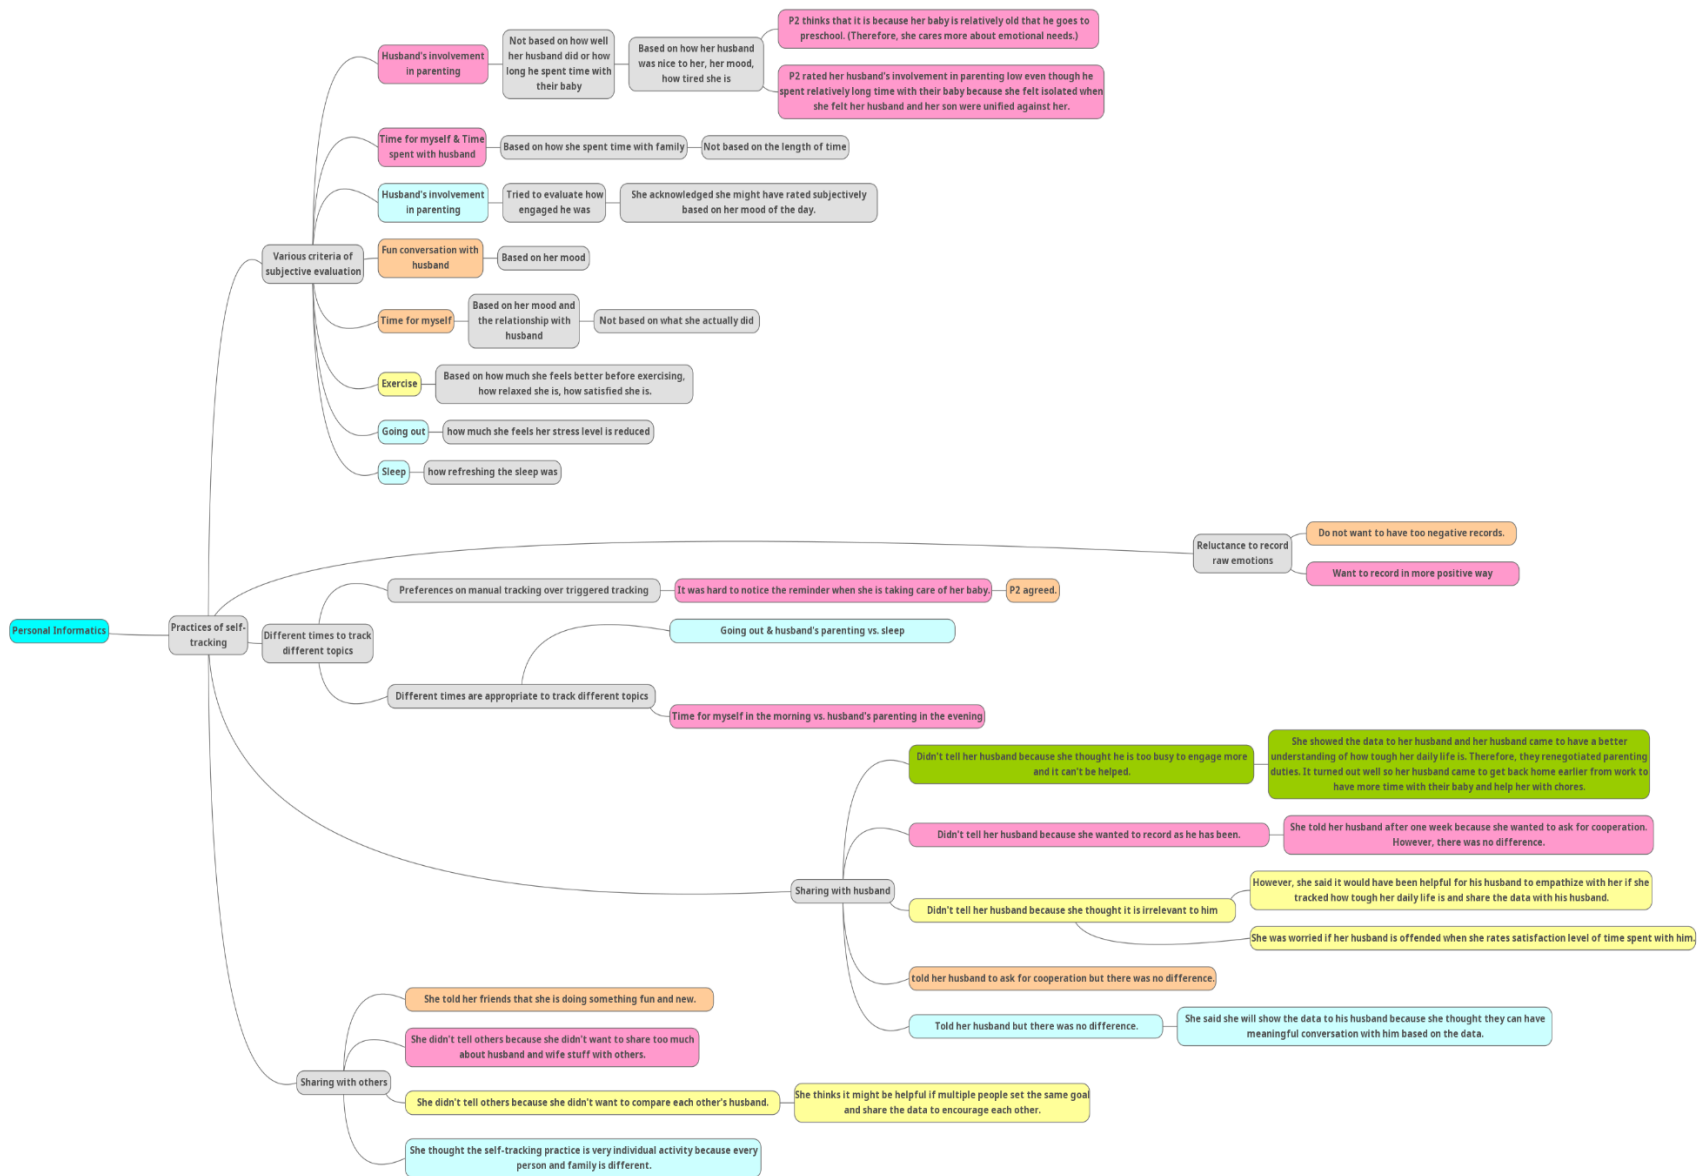 Personal Informatics
Practices of self-
tracking
Various criteria of
subjective evaluation
Husband's involvement
in parenting
Not based on how well
her husband did or how
long he spent time with
their baby
Based on how her husband
was nice to her, her mood,
how tired she is
P2 thinks that it is because her baby is relatively old that he goes to
preschool. (Therefore, she cares more about emotional needs.)
P2 rated her husband's involvement in parenting low even though he
spent relatively long time with their baby because she felt isolated when
she felt her husband and her son were unified against her.
Time for myself & Time
spent with husband
Based on how she spent time with family
Not based on the length of time
Husband's involvement
in parenting
Tried to evaluate how
engaged he was
She acknowledged she might have rated subjectively
based on her mood of the day.
Fun conversation with
husband
Based on her mood
Time for myself
Based on her mood and
the relationship with
husband
Not based on what she actually did
Exercise
Based on how much she feels better before exercising,
how relaxed she is, how satisfied she is.
Going out
how much she feels her stress level is reduced
Sleep
how refreshing the sleep was
Reluctance to record
raw emotions
Do not want to have too negative records.
Want to record in more positive way
Different times to track
different topics
Preferences on manual tracking over triggered tracking
It was hard to notice the reminder when she is taking care of her baby.
P2 agreed.
Different times are appropriate to track different topics
Going out & husband's parenting vs. sleep
Time for myself in the morning vs. husband's parenting in the evening
Sharing with husband
Didn't tell her husband because she thought he is too busy to engage more
and it can't be helped.
She showed the data to her husband and her husband came to have a better
understanding of how tough her daily life is. Therefore, they renegotiated parenting
duties. It turned out well so her husband came to get back home earlier from work to
have more time with their baby and help her with chores.
Didn't tell her husband because she wanted to record as he has been.
She told her husband after one week because she wanted to ask for cooperation.
However, there was no difference.
Didn't tell her husband because she thought it is irrelevant to him
However, she said it would have been helpful for his husband to empathize with her if she
tracked how tough her daily life is and share the data with his husband.
She was worried if her husband is offended when she rates satisfaction level of time spent with him.
told her husband to ask for cooperation but there was no difference.
Told her husband but there was no difference.
She said she will show the data to his husband because she thought they can have
meaningful conversation with him based on the data.
Sharing with others
She told her friends that she is doing something fun and new.
She didn't tell others because she didn't want to share too much
about husband and wife stuff with others.
She didn't tell others because she didn't want to compare each other's husband.
She thinks it might be helpful if multiple people set the same goal
and share the data to encourage each other.
She thought the self-tracking practice is very individual activity because every
person and family is different.